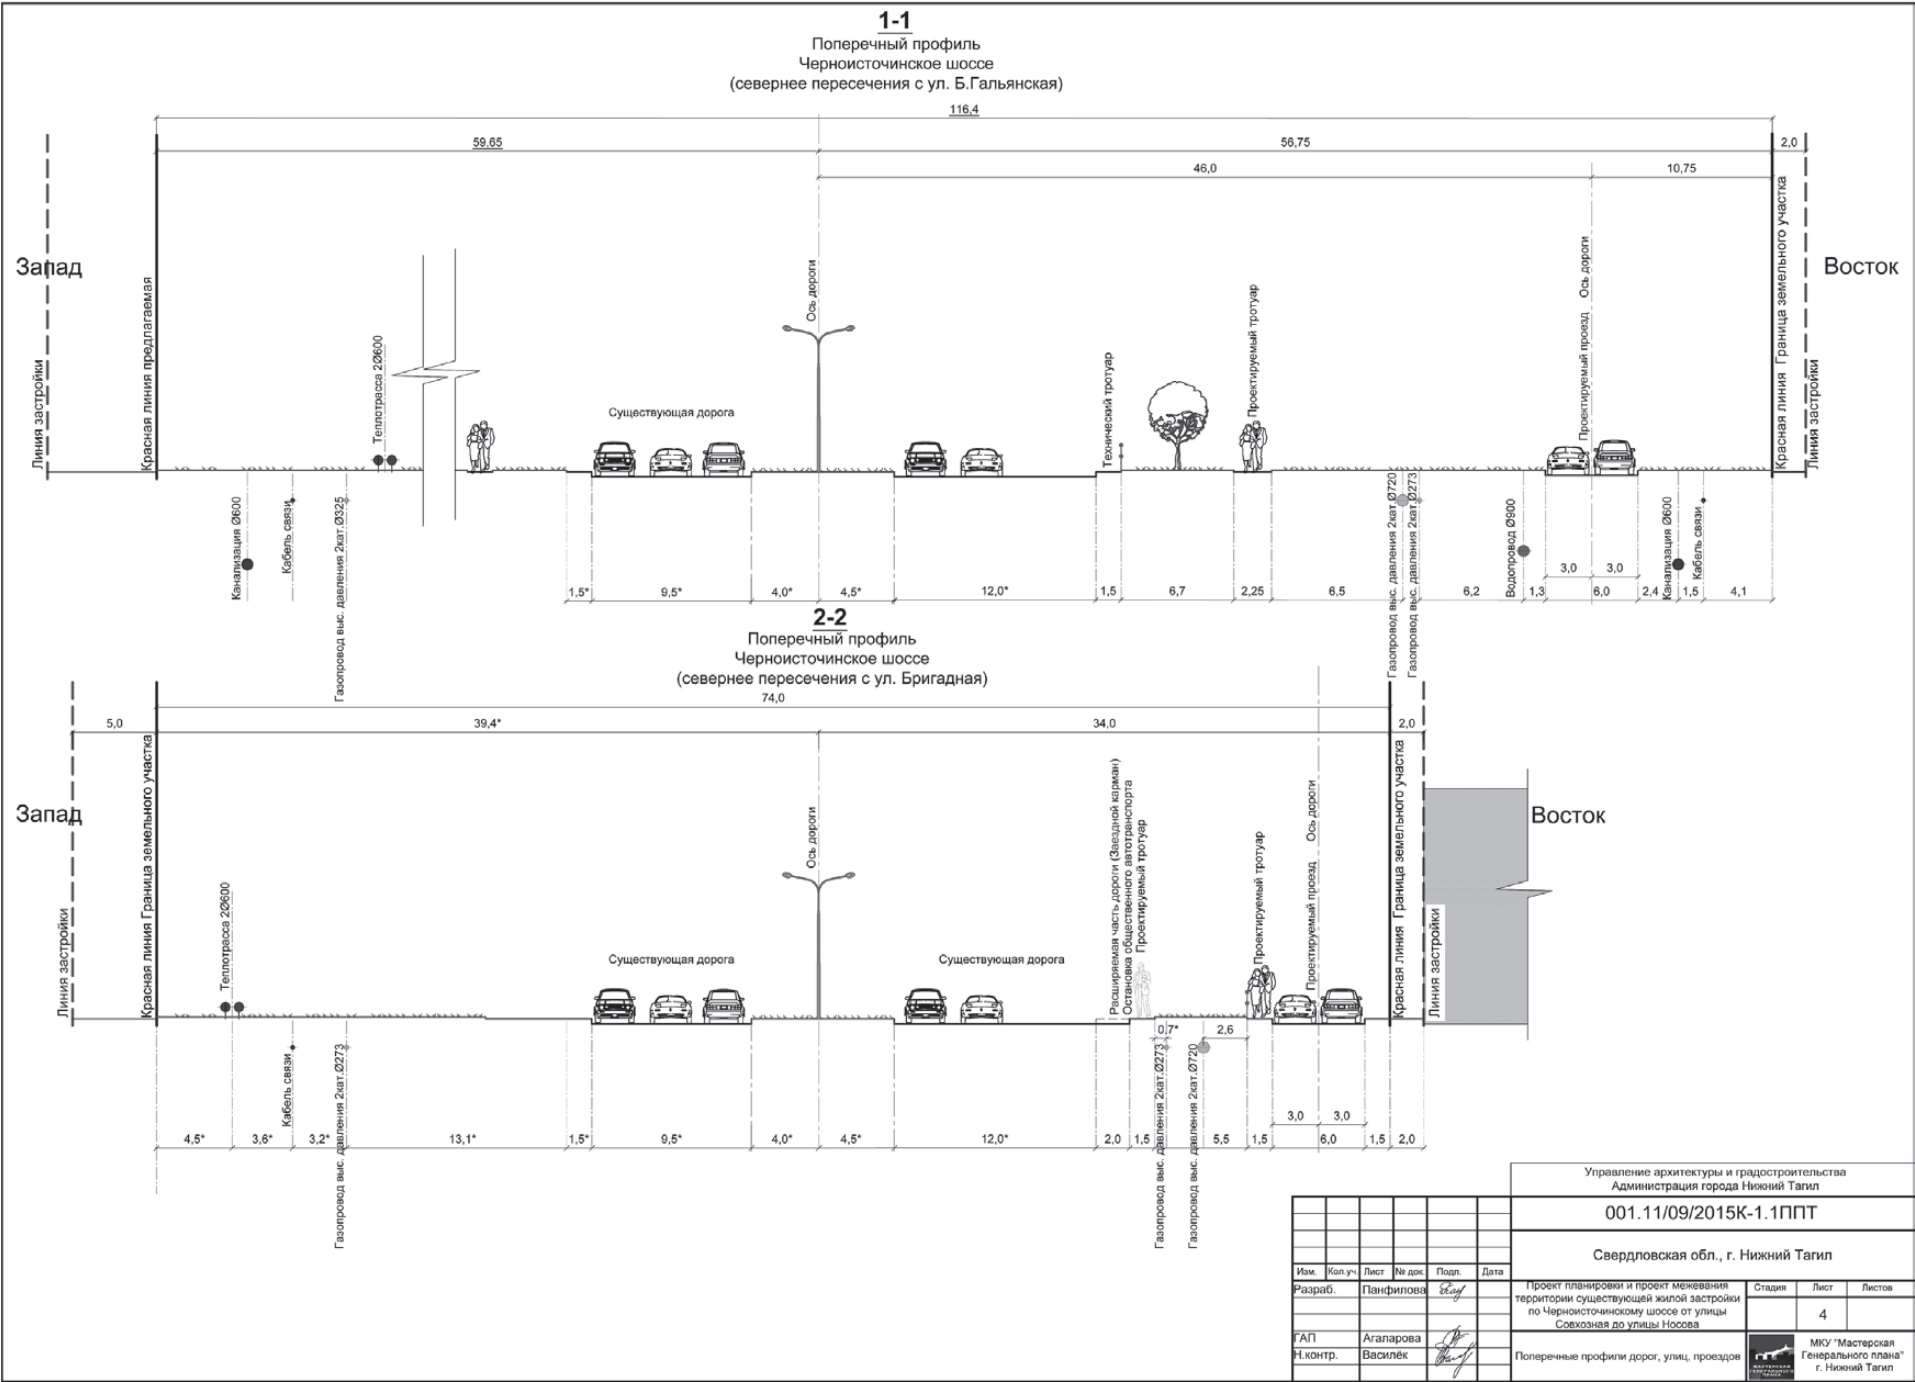 1-1
Поперечный профиль
Черноисточинское шоссе
(севернее пересечения с ул. Б.Гальянская)
116,4
59.65
56,75
2,0
46,0
10,75
Запад
Восток
Линия застройки
Красная линия предлагаемая
Теплотрасса 2Ø600
Существующая дорога
Ось дороги
Технический тротуар
Проектируемый тротуар
Проектируемый проезд Ось дороги
Красная линия Граница земельного участка
Линия застройки
Канализация Ø600
Кабель связи
Газопровод выс. давления 2кат.Ø325
Газопровод выс. давления 2кат.Ø720
Газопровод выс. давления 2кат.Ø273
Водопровод Ø900
Канализация Ø600
Кабель связи
3,0
3,0
1,5*
9,5*
4,0*
4,5*
12,0*
1,5
6,7
2,25
6,5
6,2
1,3
6,0
2,4
1,5
4,1
2-2
Поперечный профиль
Черноисточинское шоссе
(севернее пересечения с ул. Бригадная)
74,0
5,0
39,4*
34,0
2,0
Запад
Восток
Линия застройки
Красная линия Граница земельного участка
Теплотрасса 2Ø600
Существующая дорога
Ось дороги
Существующая дорога
Расширяемая часть дороги (Заездной карман)
Остановка общественного автотранспорта
Проектируемый тротуар
Проектируемый тротуар
Проектируемый проезд Ось дороги
Красная линия Граница земельного участка
Линия застройки
0,7*
2,6
Кабель связи
Газопровод выс. давления 2кат.Ø273
Газопровод выс. давления 2кат.Ø273
Газопровод выс. давления 2кат.Ø720
3,0
3,0
4,5*
3,6*
3,2*
13,1*
1,5*
9,5*
4,0*
4,5*
12,0*
2,0
1,5
5,5
1,5
6,0
1,5
2,0
Управление архитектуры и градостроительства
Администрация города Нижний Тагил
001.11/09/2015К-1.1ППТ
Свердловская обл., г. Нижний Тагил
Изм. Кол.уч. Лист № док Подп. Дата
Разраб. Панфилова
Проект планировки и проект межевания
территории существующей жилой застройки
по Черноисточинскому шоссе от улицы
Совхозная до улицы Носова
Стадия Лист Листов
4
ГАП Агаларова
Н.контр. Василёк
Поперечные профили дорог, улиц, проездов
МАСТЕРСКАЯ
ГЕНЕРАЛЬНОГО
ПЛАНА
МКУ "Мастерская
Генерального плана"
г. Нижний Тагил